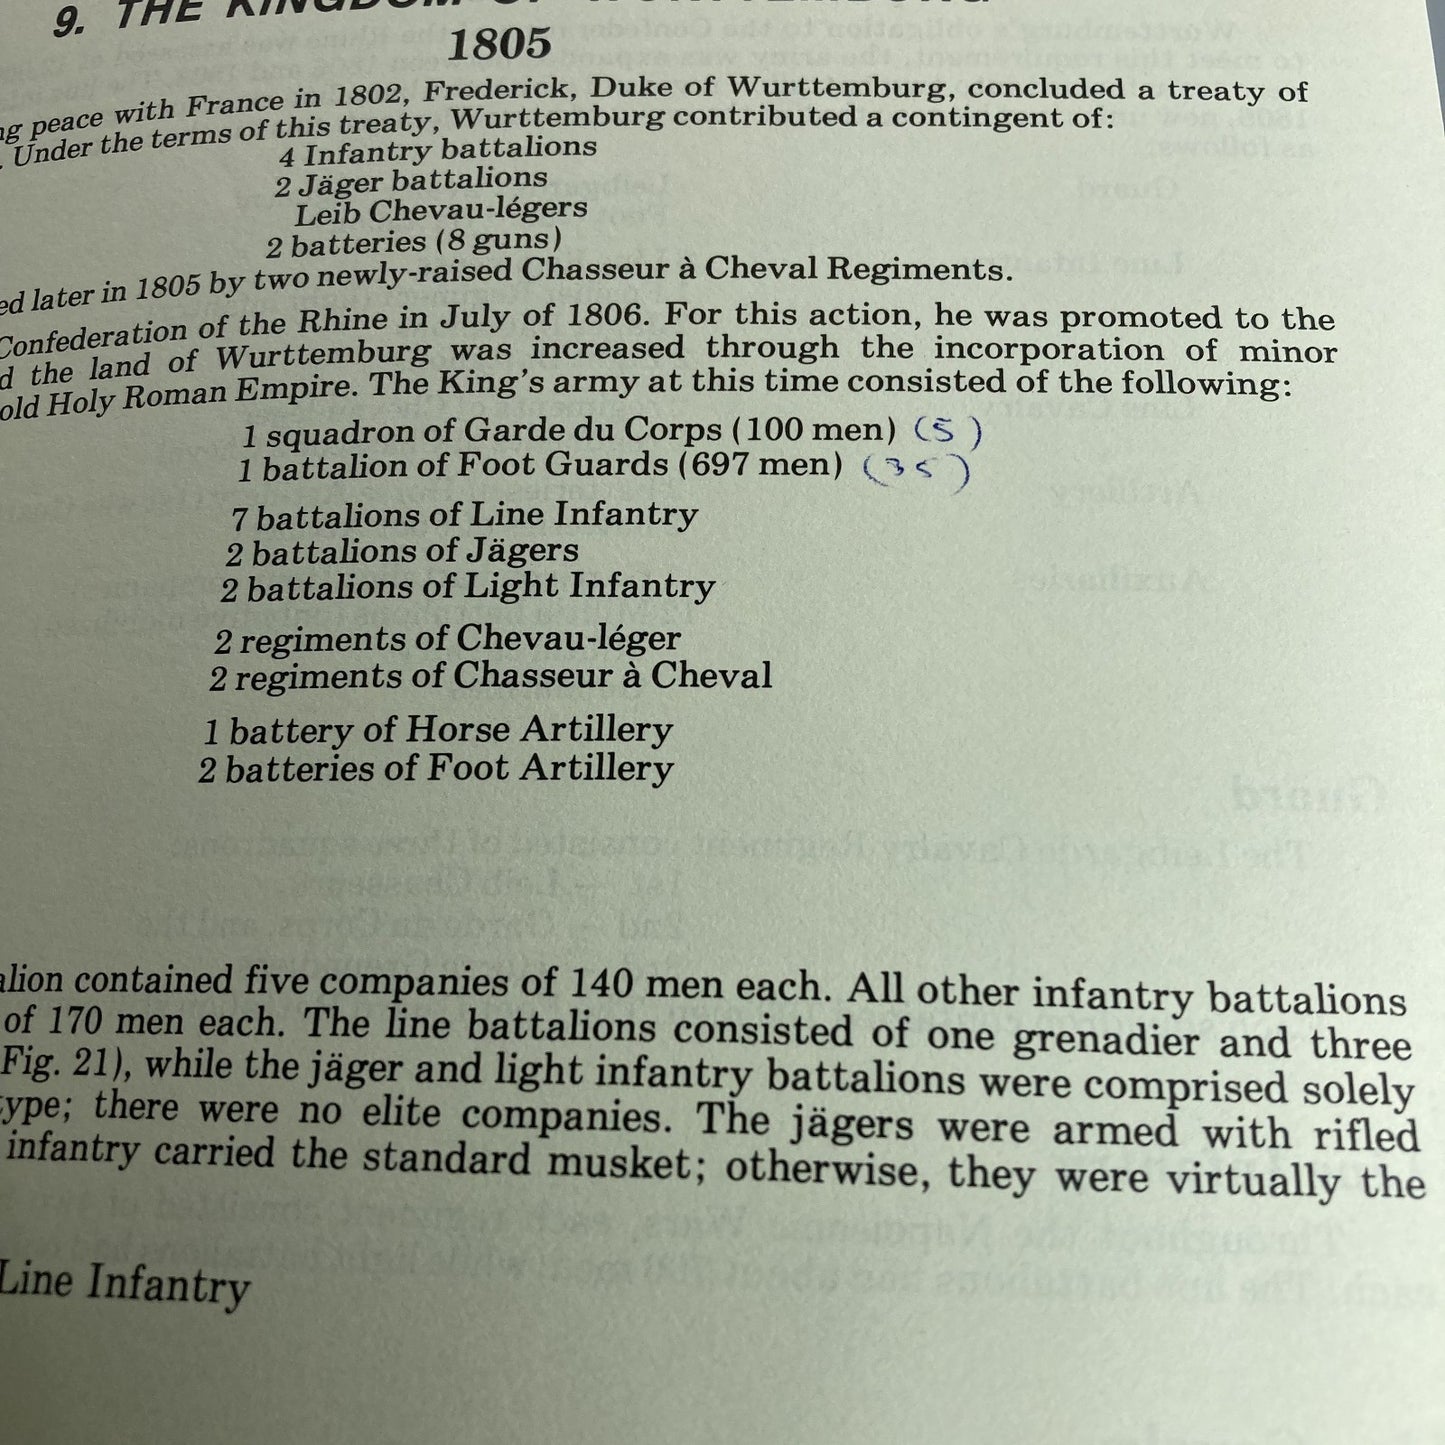 9. THE KINGDOM OF WURTTEMBURG
1805
peace with France in 1802, Frederick, Duke of Wurttemburg, concluded a treaty of
. Under the terms of this treaty, Wurttemburg contributed a contingent of:
4 Infantry battalions
2 Jäger battalions
Leib Chevau-légers
2 batteries (8 guns)
ed later in 1805 by two newly-raised Chasseur à Cheval Regiments.
Confederation of the Rhine in July of 1806. For this action, he was promoted to the
d the land of Wurttemburg was increased through the incorporation of minor
old Holy Roman Empire. The King's army at this time consisted of the following:
1 squadron of Garde du Corps (100 men) (5)
1 battalion of Foot Guards (697 men) (35)
7 battalions of Line Infantry
2 battalions of Jägers
2 battalions of Light Infantry
2 regiments of Chevau-léger
2 regiments of Chasseur à Cheval
1 battery of Horse Artillery
2 batteries of Foot Artillery
alion contained five companies of 140 men each. All other infantry battalions
of 170 men each. The line battalions consisted of one grenadier and three
Fig. 21), while the jäger and light infantry battalions were comprised solely
ype; there were no elite companies. The jägers were armed with rifled
infantry carried the standard musket; otherwise, they were virtually the
Line Infantry